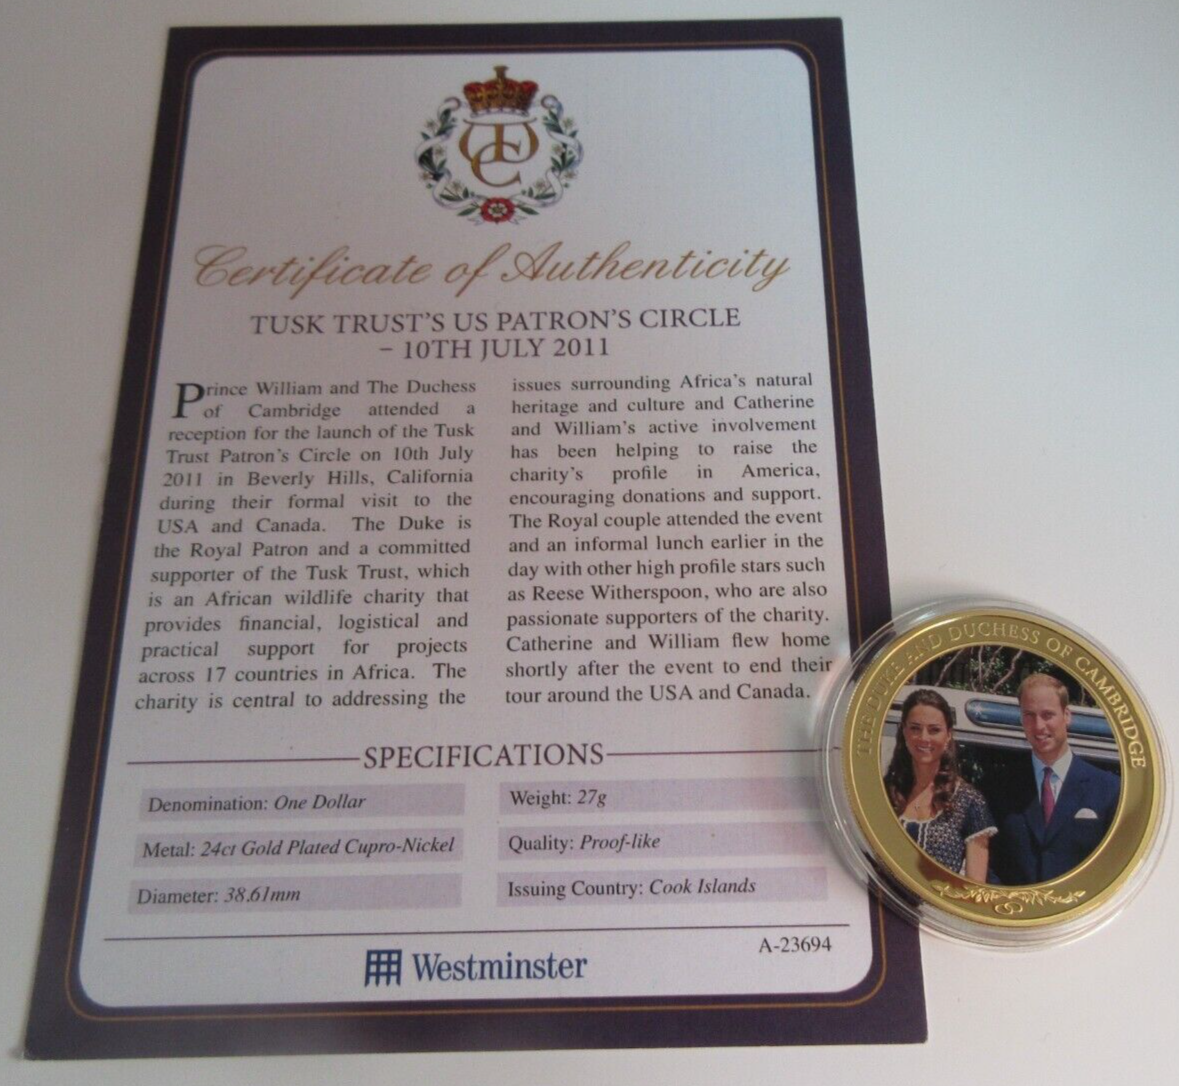 Certificate of Authenticity
TUSK TRUST'S US PATRON'S CIRCLE
– 10TH JULY 2011
Prince William and The Duchess
of Cambridge attended a
reception for the launch of the Tusk
Trust Patron's Circle on 10th July
2011 in Beverly Hills, California
during their formal visit to the
USA and Canada. The Duke is
the Royal Patron and a committed
supporter of the Tusk Trust, which
is an African wildlife charity that
provides financial, logistical and
practical support for projects
across 17 countries in Africa. The
charity is central to addressing the
issues surrounding Africa's natural
heritage and culture and Catherine
and William's active involvement
has been helping to raise the
charity's profile in America,
encouraging donations and support.
The Royal couple attended the event
and an informal lunch earlier in the
day with other high profile stars such
as Reese Witherspoon, who are also
passionate supporters of the charity.
Catherine and William flew home
shortly after the event to end their
tour around the USA and Canada.
SPECIFICATIONS
Denomination: One Dollar
Metal: 24ct Gold Plated Cupro-Nickel
Diameter: 38.61mm
Weight: 27g
Quality: Proof-like
Issuing Country: Cook Islands
A-23694
Westminster
THE DUKE AND DUCHESS OF CAMBRIDGE